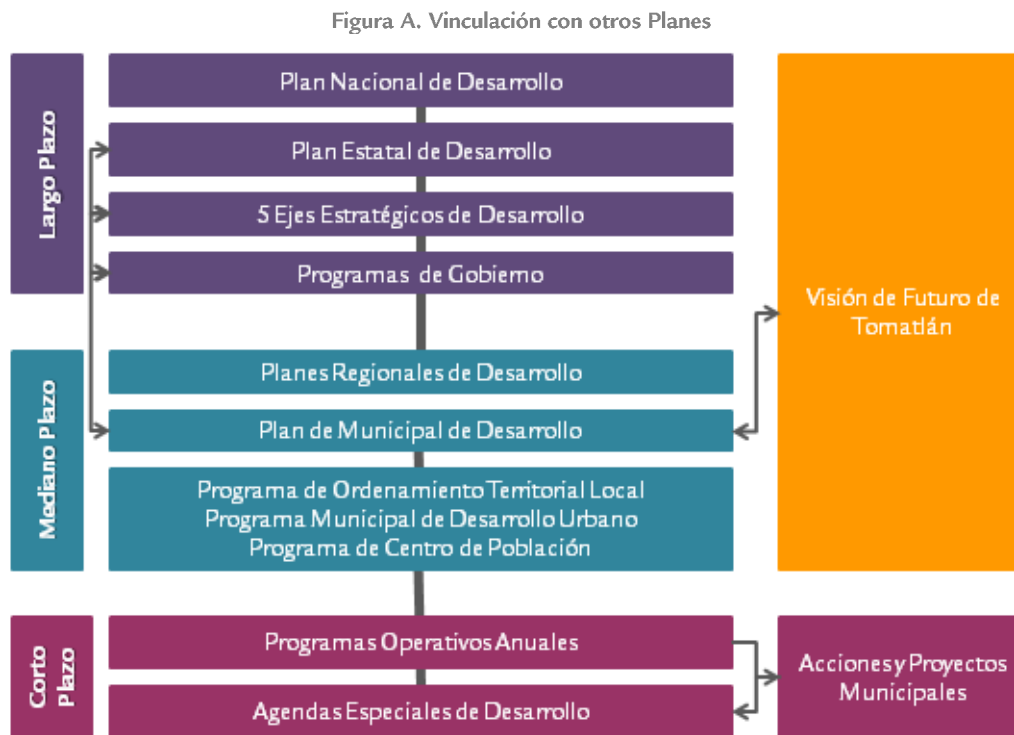 Figura A. Vinculación con otros Planes
Largo Plazo
Plan Nacional de Desarrollo
Plan Estatal de Desarrollo
5 Ejes Estratégicos de Desarrollo
Programas de Gobierno
Mediano Plazo
Planes Regionales de Desarrollo
Plan de Municipal de Desarrollo
Programa de Ordenamiento Territorial Local
Programa Municipal de Desarrollo Urbano
Programa de Centro de Población
Visión de Futuro de
Tomatlán
Corto
Plazo
Programas Operativos Anuales
Agendas Especiales de Desarrollo
Acciones y Proyectos
Municipales